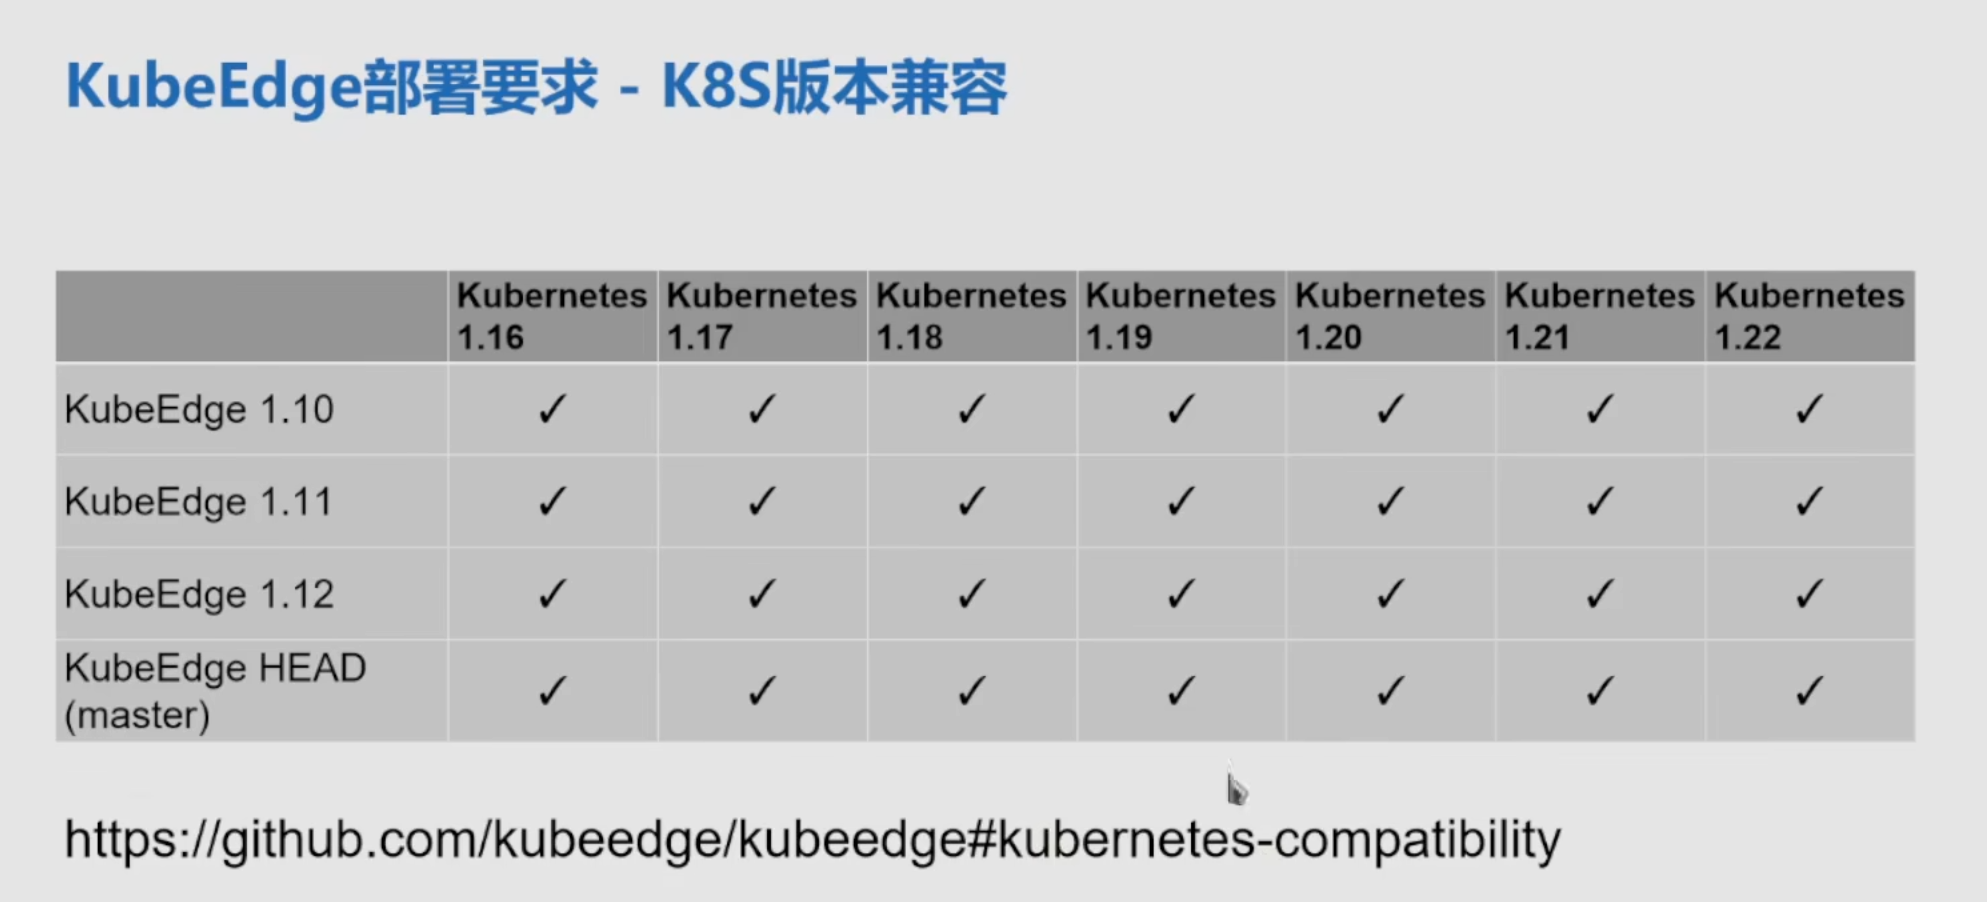 KubeEdge部署要求 - K8S版本兼容
Kubernetes 1.16 Kubernetes 1.17 Kubernetes 1.18 Kubernetes 1.19 Kubernetes 1.20 Kubernetes 1.21 Kubernetes 1.22
KubeEdge 1.10 ✓ ✓ ✓ ✓ ✓ ✓ ✓
KubeEdge 1.11 ✓ ✓ ✓ ✓ ✓ ✓ ✓
KubeEdge 1.12 ✓ ✓ ✓ ✓ ✓ ✓ ✓
KubeEdge HEAD (master) ✓ ✓ ✓ ✓ ✓ ✓ ✓
https://github.com/kubeedge/kubeedge#kubernetes-compatibility